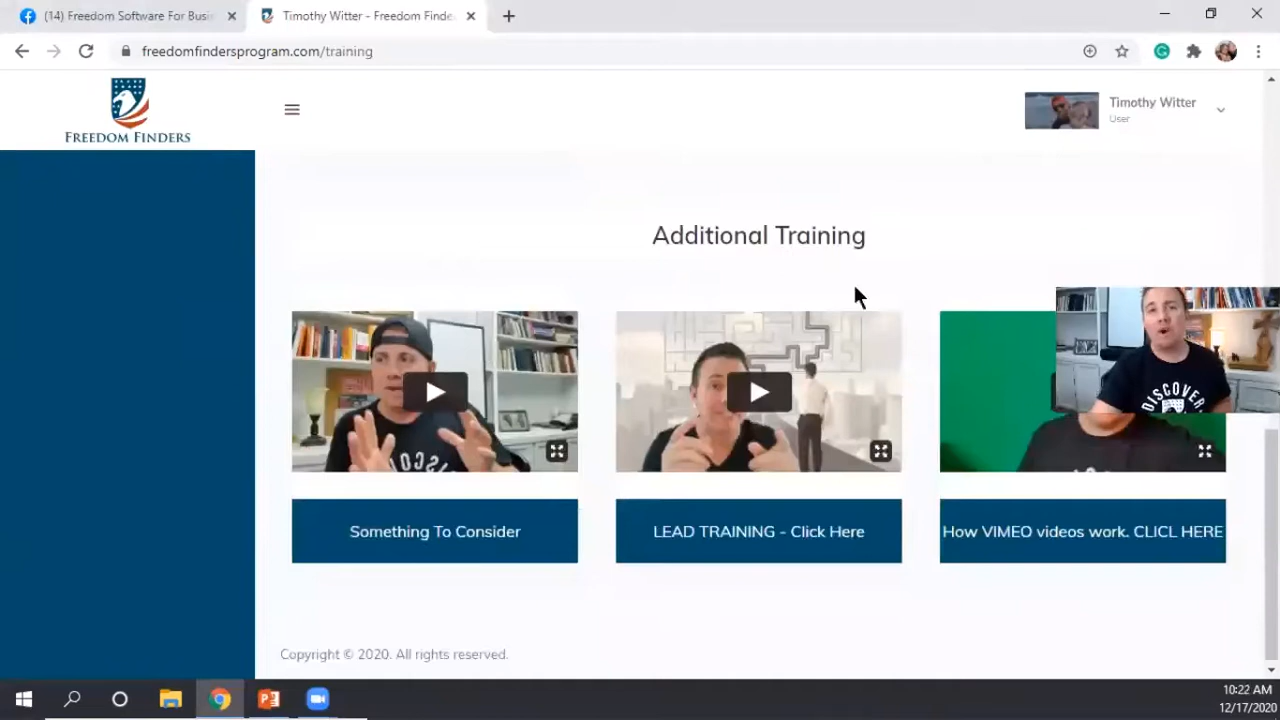 (14) Freedom Software For Busi
Timothy Witter - Freedom Finde
freedomfindersprogram.com/training
FREEDOM FINDERS
Timothy Witter
User
Additional Training
DISCOVER
DISCO
Something To Consider
LEAD TRAINING - Click Here
How VIMEO videos work. CLICL HERE
Copyright © 2020. All rights reserved.
10:22 AM
12/17/2020